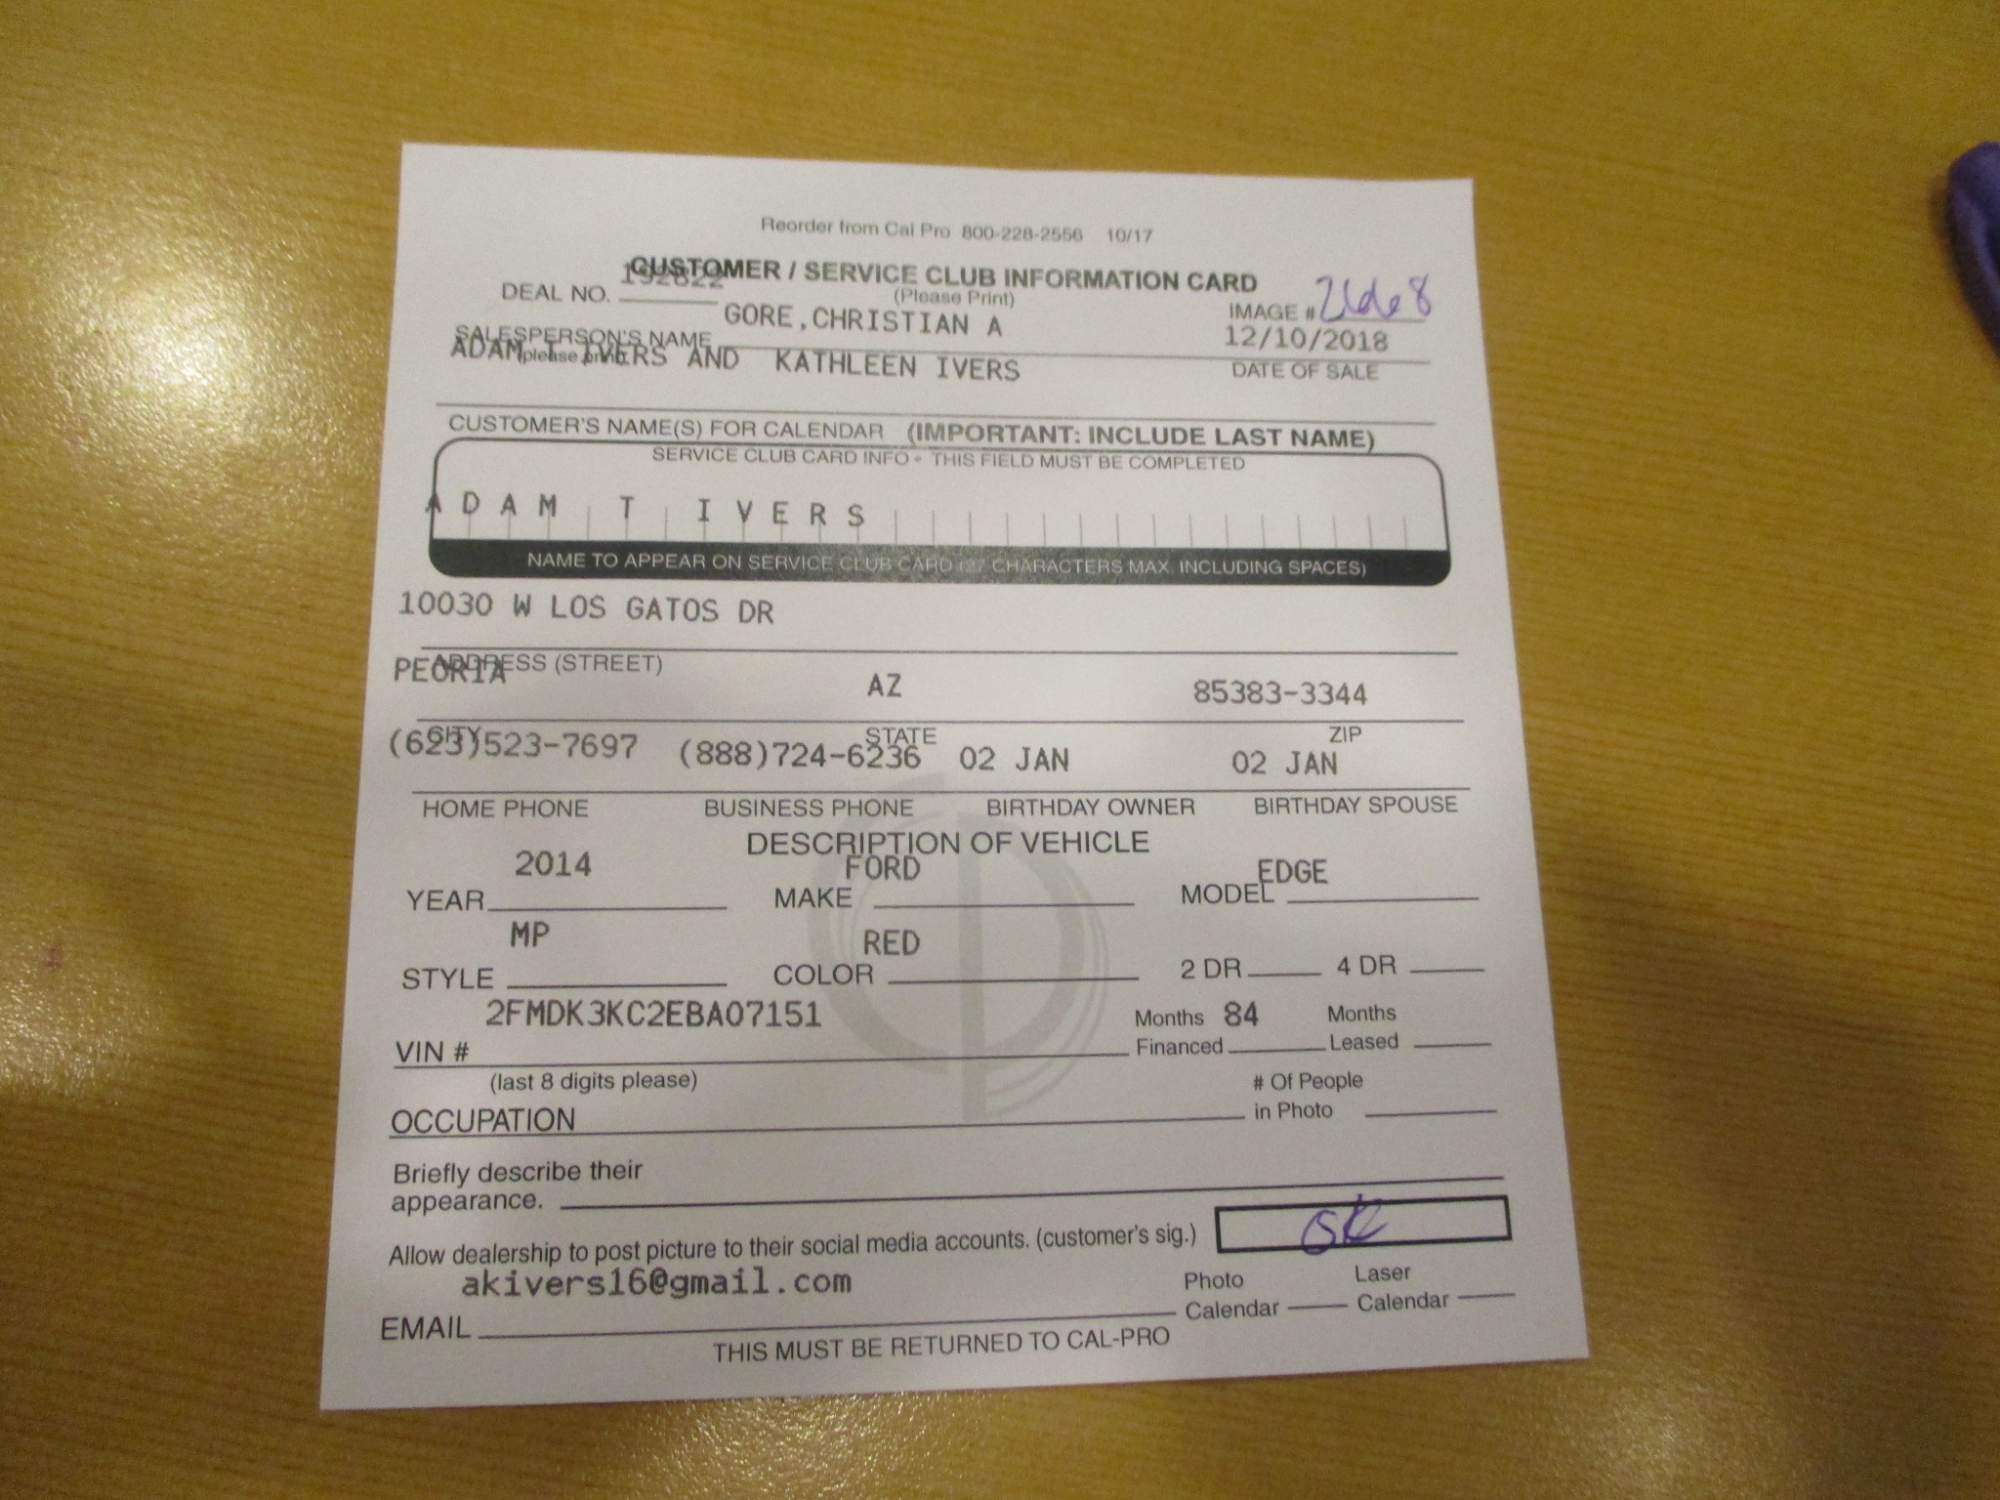 Reorder from Cal Pro 800-228-2556 10/17
CUSTOMER / SERVICE CLUB INFORMATION CARD
(Please Print)
DEAL NO. 192822
IMAGE #
GORE,CHRISTIAN A
12/10/2018
SALESPERSON'S NAME
(please print)
DATE OF SALE
ADAM T IVERS AND KATHLEEN IVERS
CUSTOMER'S NAME(S) FOR CALENDAR (IMPORTANT: INCLUDE LAST NAME)
SERVICE CLUB CARD INFO • THIS FIELD MUST BE COMPLETED
ADAM T IVERS
NAME TO APPEAR ON SERVICE CLUB CARD (27 CHARACTERS MAX. INCLUDING SPACES)
10030 W LOS GATOS DR
ADDRESS (STREET)
PEORIA AZ 85383-3344
CITY STATE ZIP
(623)523-7697 (888)724-6236 02 JAN 02 JAN
HOME PHONE BUSINESS PHONE BIRTHDAY OWNER BIRTHDAY SPOUSE
DESCRIPTION OF VEHICLE
2014 FORD EDGE
YEAR MAKE MODEL
MP RED
STYLE COLOR 2 DR 4 DR
2FMDK3KC2EBA07151 Months 84 Months
VIN # Financed Leased
(last 8 digits please) # Of People
OCCUPATION in Photo
Briefly describe their
appearance.
Allow dealership to post picture to their social media accounts. (customer's sig.) OK
akivers16@gmail.com Photo Laser
EMAIL Calendar Calendar
THIS MUST BE RETURNED TO CAL-PRO